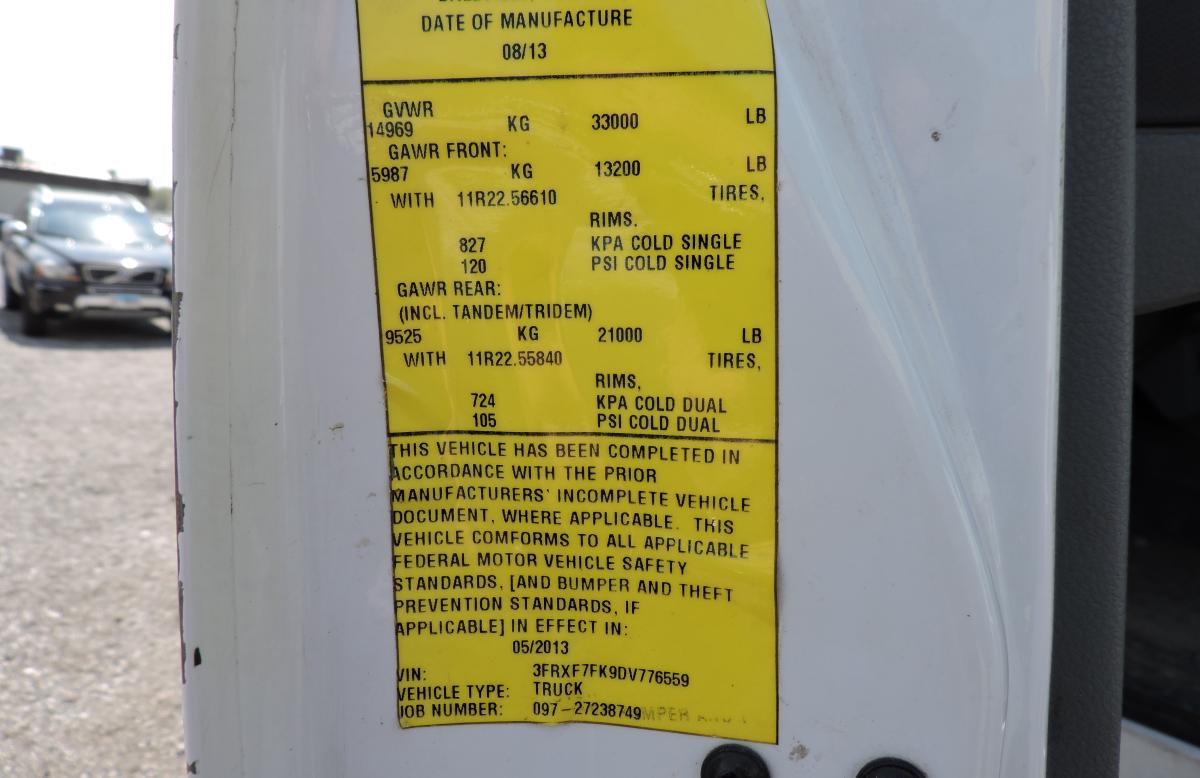 DATE OF MANUFACTURE
08/13
GVWR
14969 KG 33000 LB
GAWR FRONT:
5987 KG 13200 LB
WITH 11R22.56610 TIRES,
RIMS.
827 KPA COLD SINGLE
120 PSI COLD SINGLE
GAWR REAR:
(INCL. TANDEM/TRIDEM)
9525 KG 21000 LB
WITH 11R22.55840 TIRES,
RIMS,
724 KPA COLD DUAL
105 PSI COLD DUAL
THIS VEHICLE HAS BEEN COMPLETED IN
ACCORDANCE WITH THE PRIOR
MANUFACTURERS' INCOMPLETE VEHICLE
DOCUMENT, WHERE APPLICABLE. THIS
VEHICLE COMFORMS TO ALL APPLICABLE
FEDERAL MOTOR VEHICLE SAFETY
STANDARDS, [AND BUMPER AND THEFT
PREVENTION STANDARDS, IF
APPLICABLE] IN EFFECT IN:
05/2013
VIN: 3FRXF7FK9DV776559
VEHICLE TYPE: TRUCK
JOB NUMBER: 097-27238749